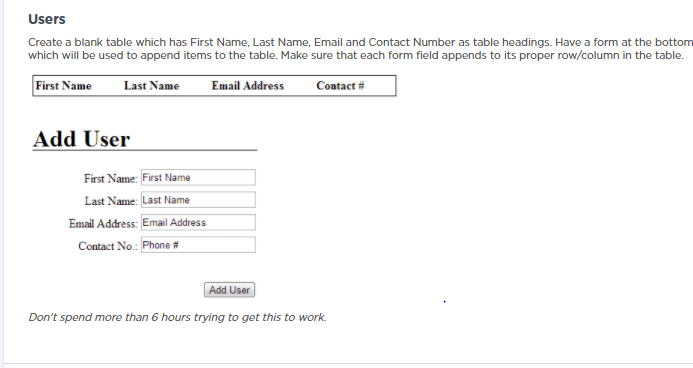 Users
Create a blank table which has First Name, Last Name, Email and Contact Number as table headings. Have a form at the bottom
which will be used to append items to the table. Make sure that each form field appends to its proper row/column in the table.
First Name Last Name Email Address Contact #
Add User
First Name: First Name
Last Name: Last Name
Email Address: Email Address
Contact No.: Phone #
Add User
Don't spend more than 6 hours trying to get this to work.